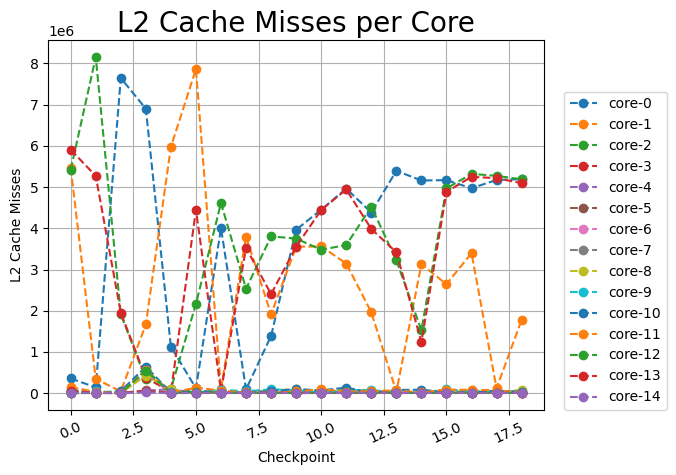 L2 Cache Misses per Core
1e6
8
7
6
5
4
3
2
1
0
L2 Cache Misses
0.0 2.5 5.0 7.5 10.0 12.5 15.0 17.5
Checkpoint
core-0
core-1
core-2
core-3
core-4
core-5
core-6
core-7
core-8
core-9
core-10
core-11
core-12
core-13
core-14